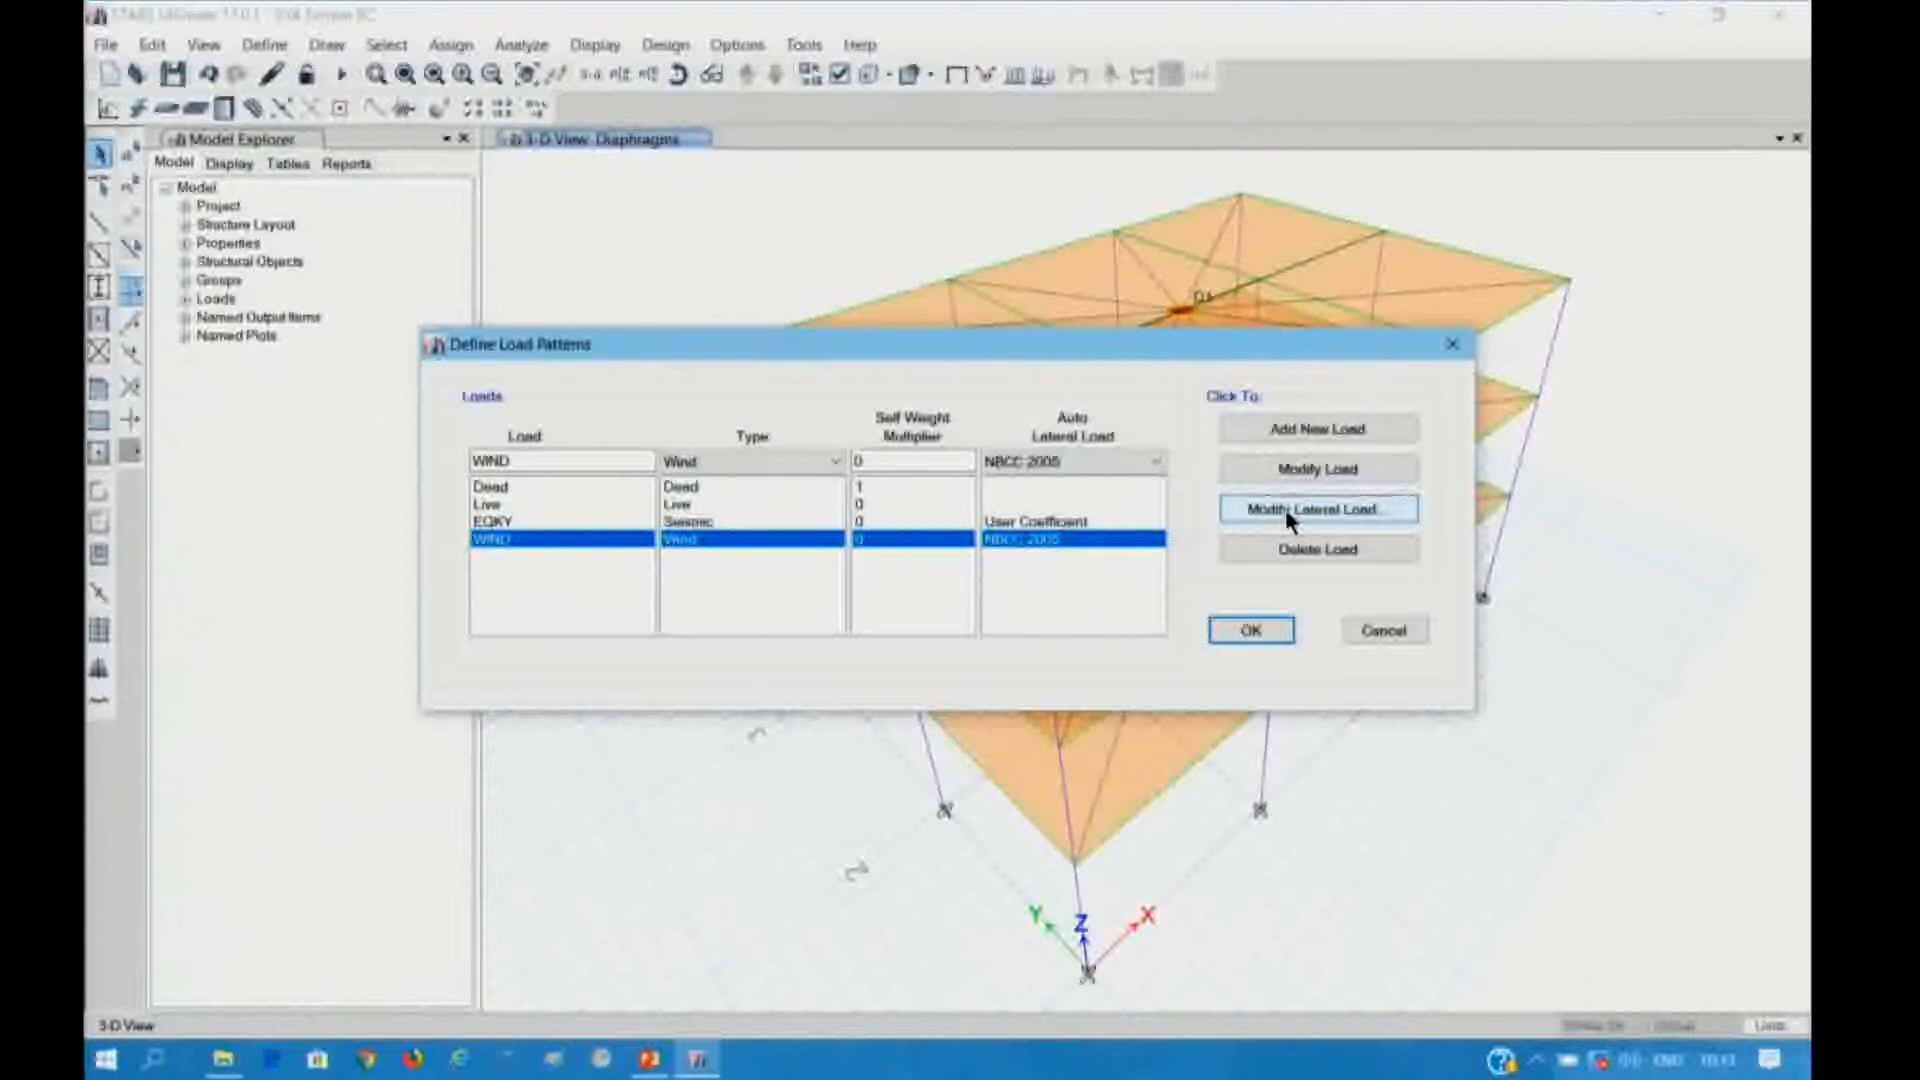 File Edit View Define Draw Select Assign Analyze Display Design Options Tools Help
Model Explorer
3-D View Diaphragms
Model Display Tables Reports
Model
Project
Structure Layout
Properties
Structural Objects
Groups
Loads
Named Output Items
Named Plots
Define Load Patterns
Loads
Click To:
Load Type Self Weight Multiplier Auto Lateral Load
WIND Wind 0 NBCC 2005
Dead Dead 1
Live Live 0
EQKY Seismic 0 User Coefficient
WIND Wind 0 NBCC 2005
Add New Load
Modify Load
Modify Lateral Load...
Delete Load
OK Cancel
D1
Y Z X
3-D View
Units